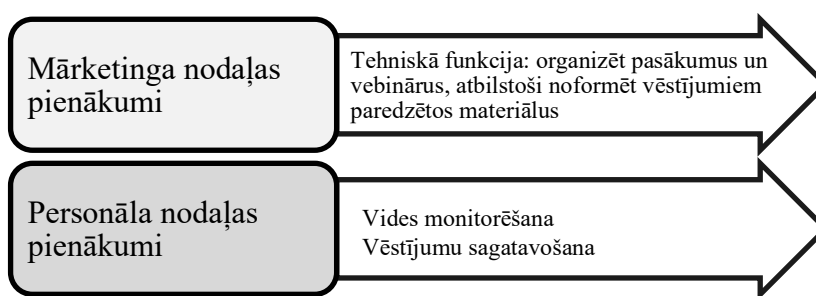 Mārketinga nodaļas
pienākumi
Tehniskā funkcija: organizēt pasākumus un
vebinārus, atbilstoši noformēt vēstījumiem
paredzētos materiālus
Personāla nodaļas
pienākumi
Vides monitorēšana
Vēstījumu sagatavošana